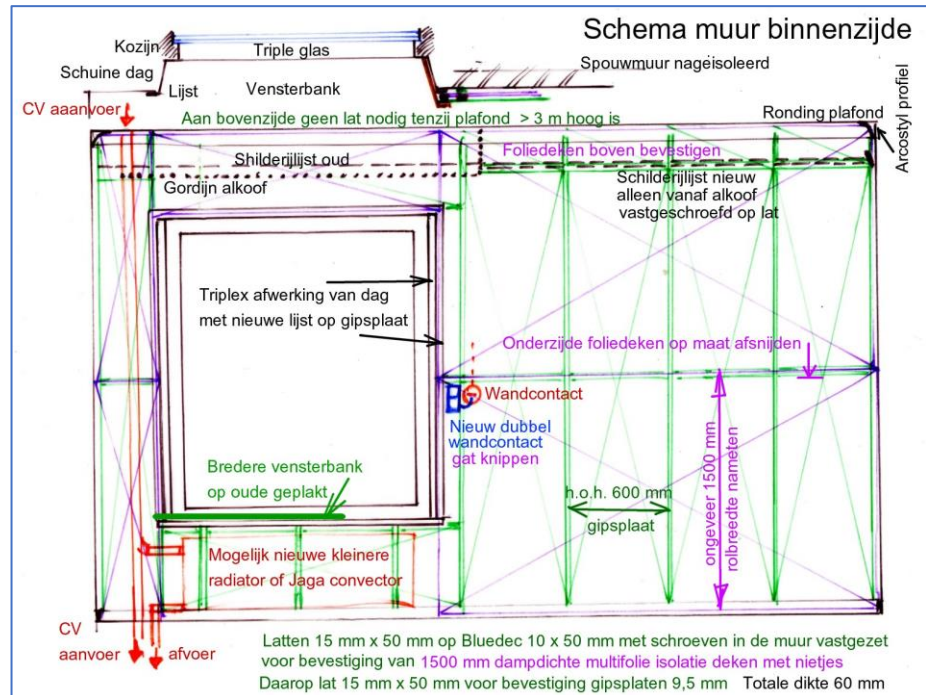 Schema muur binnenzijde
Kozijn
Triple glas
Schuine dag
Lijst
Vensterbank
Spouwmuur nageisoleerd
CV aaanvoer
Aan bovenzijde geen lat nodig tenzij plafond > 3 m hoog is
Ronding plafond
Arcostyl profiel
Shilderijlijst oud
Foliedeken boven bevestigen
Gordijn alkoof
Schilderijlijst nieuw
alleen vanaf alkoof
vastgeschroefd op lat
Triplex afwerking van dag
met nieuwe lijst op gipsplaat
Onderzijde foliedeken op maat afsnijden
Wandcontact
Nieuw dubbel
wandcontact
gat knippen
Bredere vensterbank
op oude geplakt
h.o.h. 600 mm
gipsplaat
ongeveer 1500 mm
rolbreedte nameten
Mogelijk nieuwe kleinere
radiator of Jaga convector
CV
aanvoer
afvoer
Latten 15 mm x 50 mm op Bluedec 10 x 50 mm met schroeven in de muur vastgezet
voor bevestiging van 1500 mm dampdichte multifolie isolatie deken met nietjes
Daarop lat 15 mm x 50 mm voor bevestiging gipsplaten 9,5 mm Totale dikte 60 mm